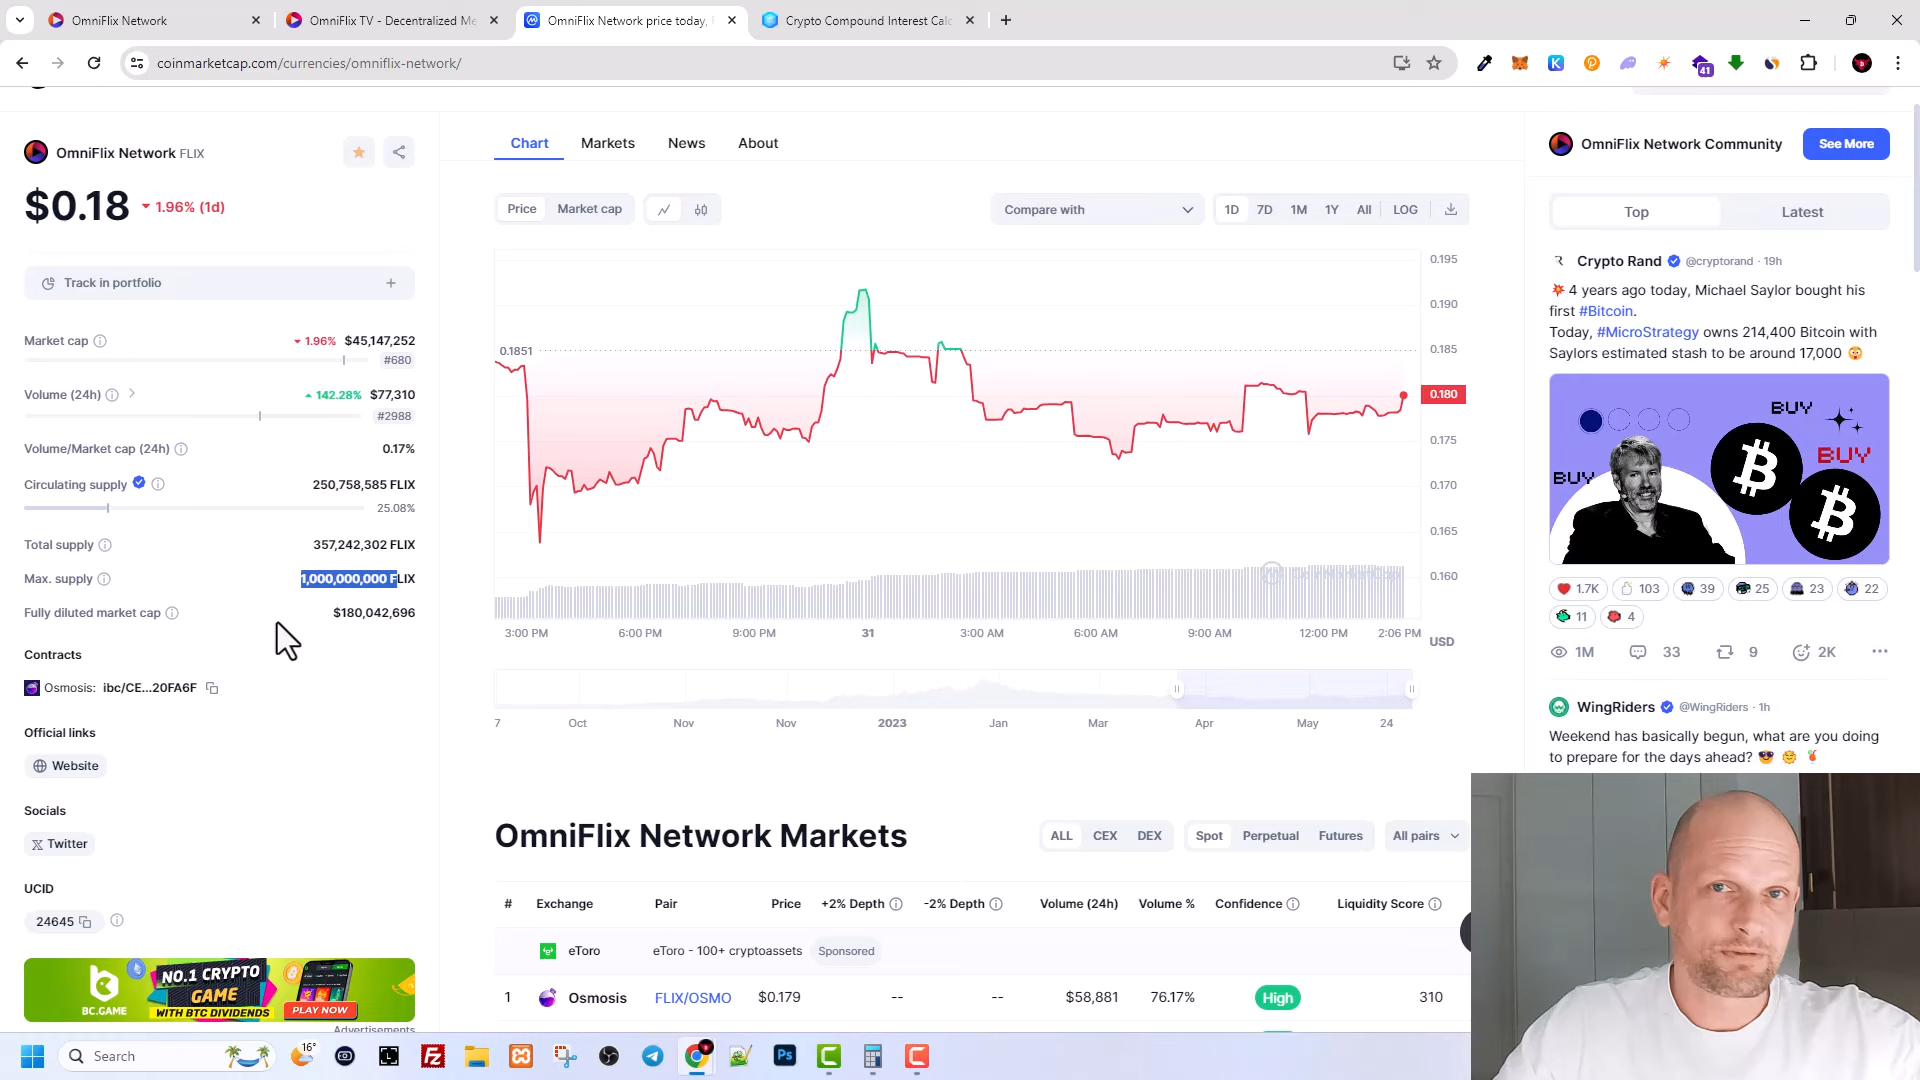 OmniFlix Network
OmniFlix TV - Decentralized Me
OmniFlix Network price today,
Crypto Compound Interest Calc
coinmarketcap.com/currencies/omniflix-network/
41
OmniFlix Network FLIX
$0.18 1.96% (1d)
Track in portfolio +
Market cap 1.96% $45,147,252
#680
Volume (24h) 142.28% $77,310
#2988
Volume/Market cap (24h) 0.17%
Circulating supply 250,758,585 FLIX
25.08%
Total supply 357,242,302 FLIX
Max. supply 1,000,000,000 FLIX
Fully diluted market cap $180,042,696
Contracts
Osmosis: ibc/CE...20FA6F
Official links
Website
Socials
Twitter
UCID
24645
BC.GAME
NO.1 CRYPTO
GAME
WITH BTC DIVIDENDS
PLAY NOW
Advertisements
Chart Markets News About
Price Market cap
Compare with
1D 7D 1M 1Y All LOG
0.1851
0.195
0.190
0.185
0.180
0.175
0.170
0.165
0.160
CoinMarketCap
3:00 PM 6:00 PM 9:00 PM 31 3:00 AM 6:00 AM 9:00 AM 12:00 PM 2:06 PM USD
7 Oct Nov Nov 2023 Jan Mar Apr May 24
OmniFlix Network Markets
ALL CEX DEX
Spot Perpetual Futures
All pairs
# Exchange Pair Price +2% Depth -2% Depth Volume (24h) Volume % Confidence Liquidity Score
eToro eToro - 100+ cryptoassets Sponsored
1 Osmosis FLIX/OSMO $0.179 -- -- $58,881 76.17% High 310
OmniFlix Network Community See More
Top Latest
Crypto Rand @cryptorand · 19h
4 years ago today, Michael Saylor bought his
first #Bitcoin.
Today, #MicroStrategy owns 214,400 Bitcoin with
Saylors estimated stash to be around 17,000
BUY
BUY
BUY
1.7K 103 39 25 23 22
11 4
1M 33 9 2K
WingRiders @WingRiders · 1h
Weekend has basically begun, what are you doing
to prepare for the days ahead?
Search
16°
Ps